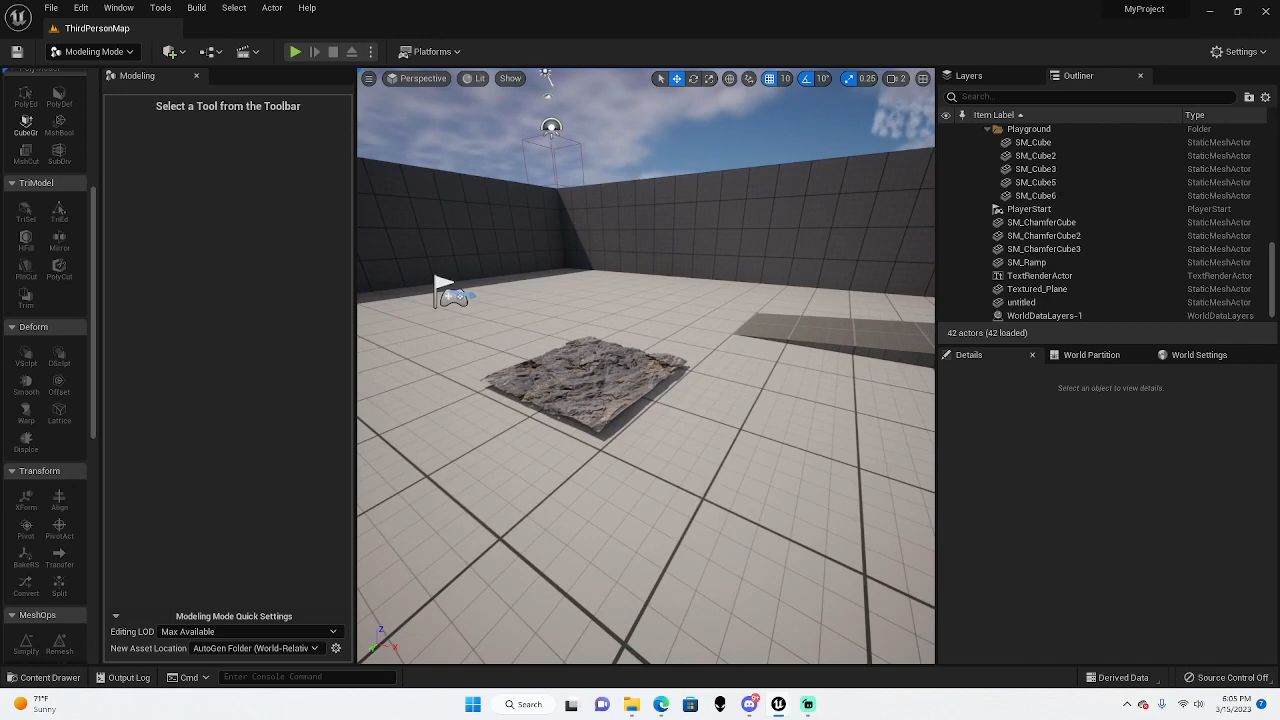 File Edit Window Tools Build Select Actor Help
MyProject
ThirdPersonMap
Modeling Mode
Platforms
Settings
Modeling
Select a Tool from the Toolbar
PolyEd PolyDef
CubeGr MshBool
MshCut SubDiv
TriModel
TriSel TriEd
HFill Mirror
PlnCut PolyCut
Trim
Deform
VSculpt DSculpt
Smooth Offset
Warp Lattice
Displce
Transform
XForm Align
Pivot PivotAct
BakeRS Transfer
Convert Split
MeshOps
Simplfy Remesh
Modeling Mode Quick Settings
Editing LOD Max Available
New Asset Location AutoGen Folder (World-Relativ
Perspective Lit Show
10 10° 0.25 2
Z
X
Layers Outliner
Search...
Item Label Type
Playground Folder
SM_Cube StaticMeshActor
SM_Cube2 StaticMeshActor
SM_Cube3 StaticMeshActor
SM_Cube5 StaticMeshActor
SM_Cube6 StaticMeshActor
PlayerStart PlayerStart
SM_ChamferCube StaticMeshActor
SM_ChamferCube2 StaticMeshActor
SM_ChamferCube3 StaticMeshActor
SM_Ramp StaticMeshActor
TextRenderActor TextRenderActor
Textured_Plane StaticMeshActor
untitled StaticMeshActor
WorldDataLayers-1 WorldDataLayers
42 actors (42 loaded)
Details World Partition World Settings
Select an object to view details.
Content Drawer Output Log Cmd Enter Console Command
Derived Data Source Control Off
71°F
Sunny
Search
6:05 PM
3/5/2023